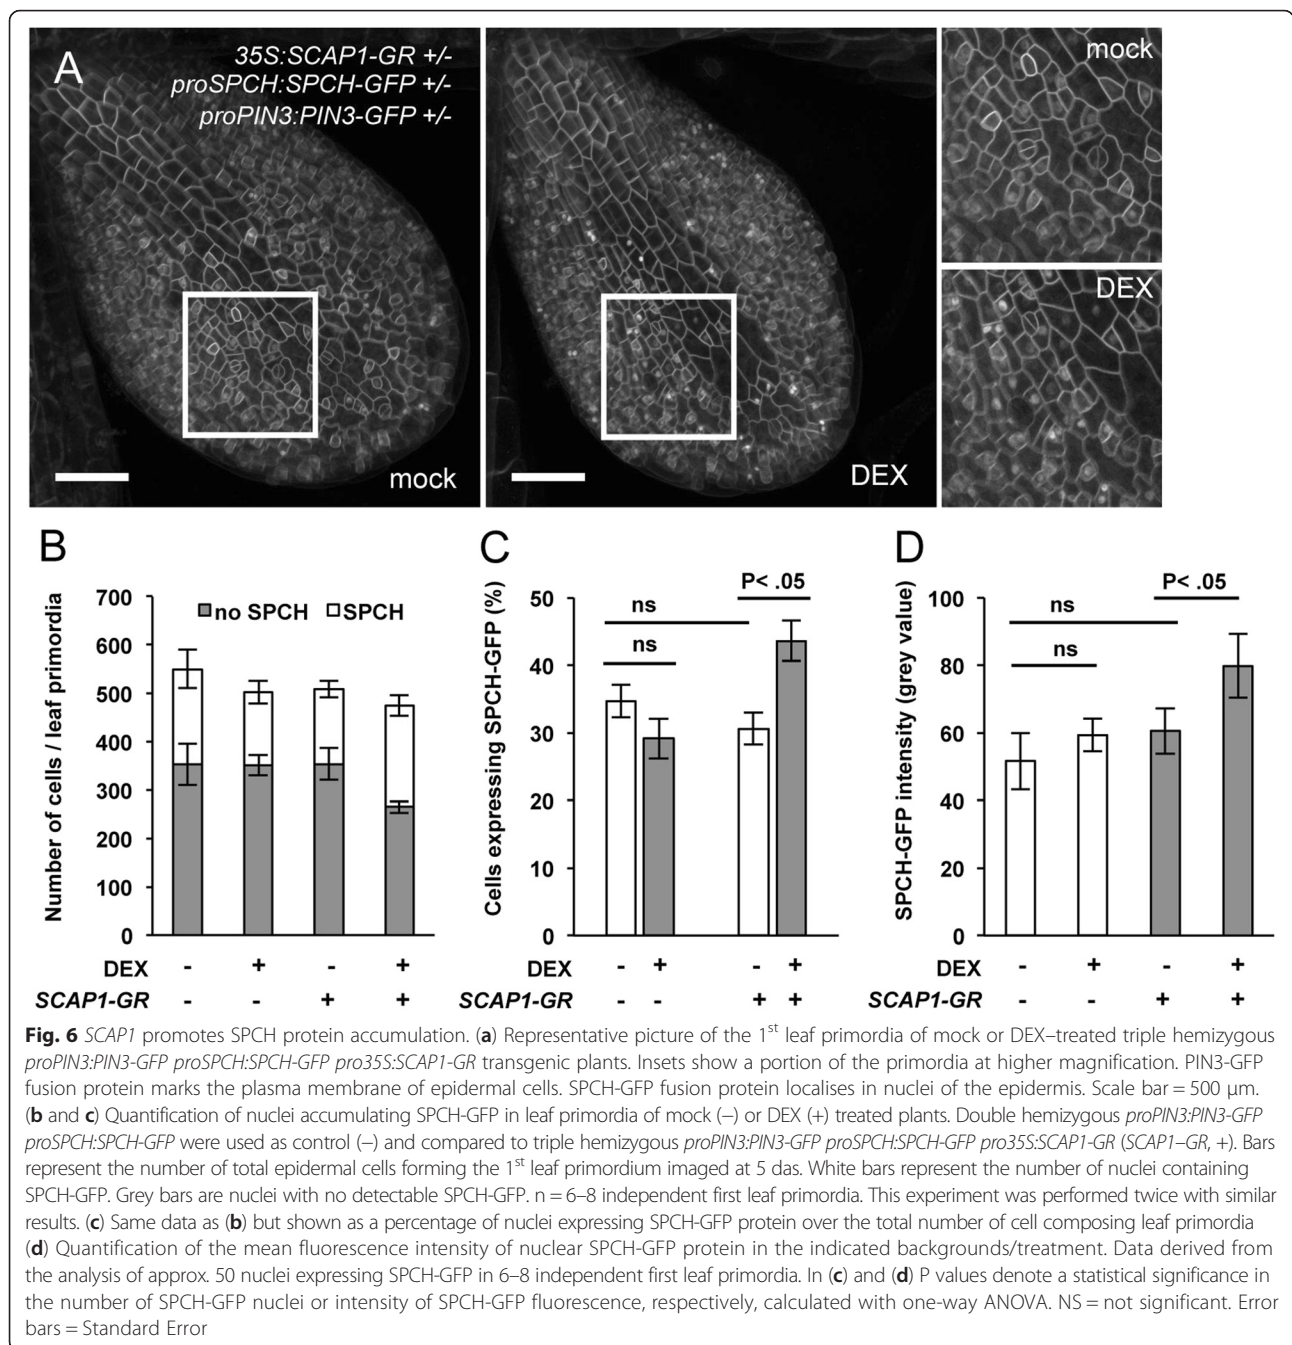 A
35S:SCAP1-GR +/-
proSPCH:SPCH-GFP +/-
proPIN3:PIN3-GFP +/-
mock
DEX
mock
DEX
B
700
600
500
400
300
200
100
0
Number of cells / leaf primordia
no SPCH SPCH
DEX - + - +
SCAP1-GR - - + +
C
50
40
30
20
10
0
Cells expressing SPCH-GFP (%)
ns
ns
P< .05
DEX - + - +
SCAP1-GR - - + +
D
100
80
60
40
20
0
SPCH-GFP intensity (grey value)
ns
ns
P< .05
DEX - + - +
SCAP1-GR - - + +
Fig. 6 SCAP1 promotes SPCH protein accumulation. (a) Representative picture of the 1st leaf primordia of mock or DEX–treated triple hemizygous
proPIN3:PIN3-GFP proSPCH:SPCH-GFP pro35S:SCAP1-GR transgenic plants. Insets show a portion of the primordia at higher magnification. PIN3-GFP
fusion protein marks the plasma membrane of epidermal cells. SPCH-GFP fusion protein localises in nuclei of the epidermis. Scale bar = 500 μm.
(b and c) Quantification of nuclei accumulating SPCH-GFP in leaf primordia of mock (−) or DEX (+) treated plants. Double hemizygous proPIN3:PIN3-GFP
proSPCH:SPCH-GFP were used as control (−) and compared to triple hemizygous proPIN3:PIN3-GFP proSPCH:SPCH-GFP pro35S:SCAP1-GR (SCAP1–GR, +). Bars
represent the number of total epidermal cells forming the 1st leaf primordium imaged at 5 das. White bars represent the number of nuclei containing
SPCH-GFP. Grey bars are nuclei with no detectable SPCH-GFP. n = 6–8 independent first leaf primordia. This experiment was performed twice with similar
results. (c) Same data as (b) but shown as a percentage of nuclei expressing SPCH-GFP protein over the total number of cell composing leaf primordia
(d) Quantification of the mean fluorescence intensity of nuclear SPCH-GFP protein in the indicated backgrounds/treatment. Data derived from
the analysis of approx. 50 nuclei expressing SPCH-GFP in 6–8 independent first leaf primordia. In (c) and (d) P values denote a statistical significance in
the number of SPCH-GFP nuclei or intensity of SPCH-GFP fluorescence, respectively, calculated with one-way ANOVA. NS = not significant. Error
bars = Standard Error